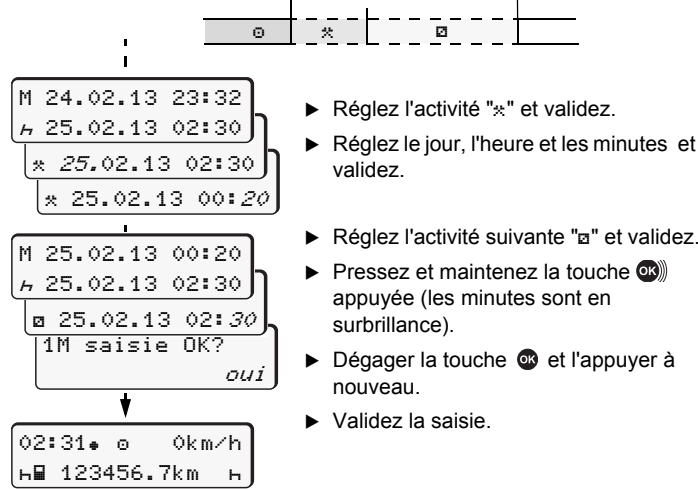 ⊙ ⚒ ☒
M 24.02.13 23:32
h 25.02.13 02:30
⚒ 25.02.13 02:30
⚒ 25.02.13 00:20
► Réglez l'activité "⚒" et validez.
► Réglez le jour, l'heure et les minutes et
validez.
M 25.02.13 00:20
h 25.02.13 02:30
☒ 25.02.13 02:30
1M saisie OK?
oui
► Réglez l'activité suivante "☒" et validez.
► Pressez et maintenez la touche OK
appuyée (les minutes sont en
surbrillance).
► Dégager la touche OK et l'appuyer à
nouveau.
► Validez la saisie.
02:31 ⊙ 0km/h
h 123456.7km h